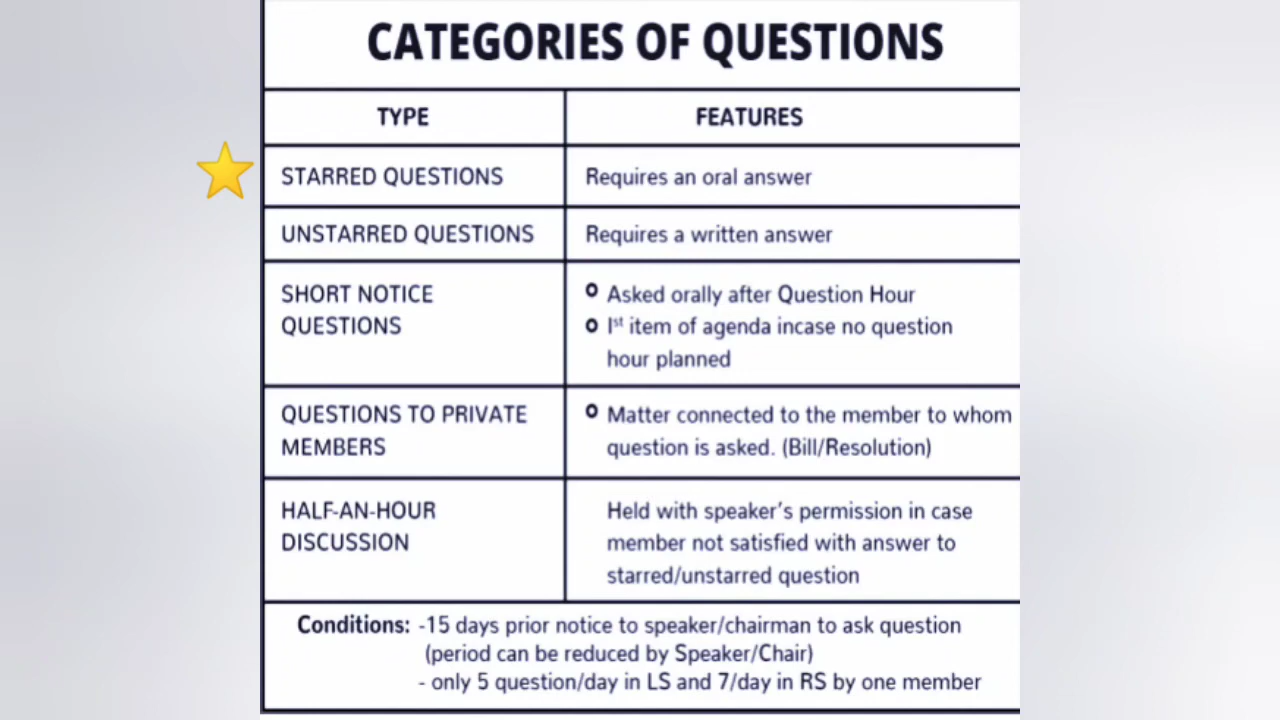 CATEGORIES OF QUESTIONS
TYPE FEATURES
STARRED QUESTIONS Requires an oral answer
UNSTARRED QUESTIONS Requires a written answer
SHORT NOTICE
QUESTIONS
Asked orally after Question Hour
1st item of agenda incase no question
hour planned
QUESTIONS TO PRIVATE
MEMBERS
Matter connected to the member to whom
question is asked. (Bill/Resolution)
HALF-AN-HOUR
DISCUSSION
Held with speaker's permission in case
member not satisfied with answer to
starred/unstarred question
Conditions: -15 days prior notice to speaker/chairman to ask question
(period can be reduced by Speaker/Chair)
- only 5 question/day in LS and 7/day in RS by one member